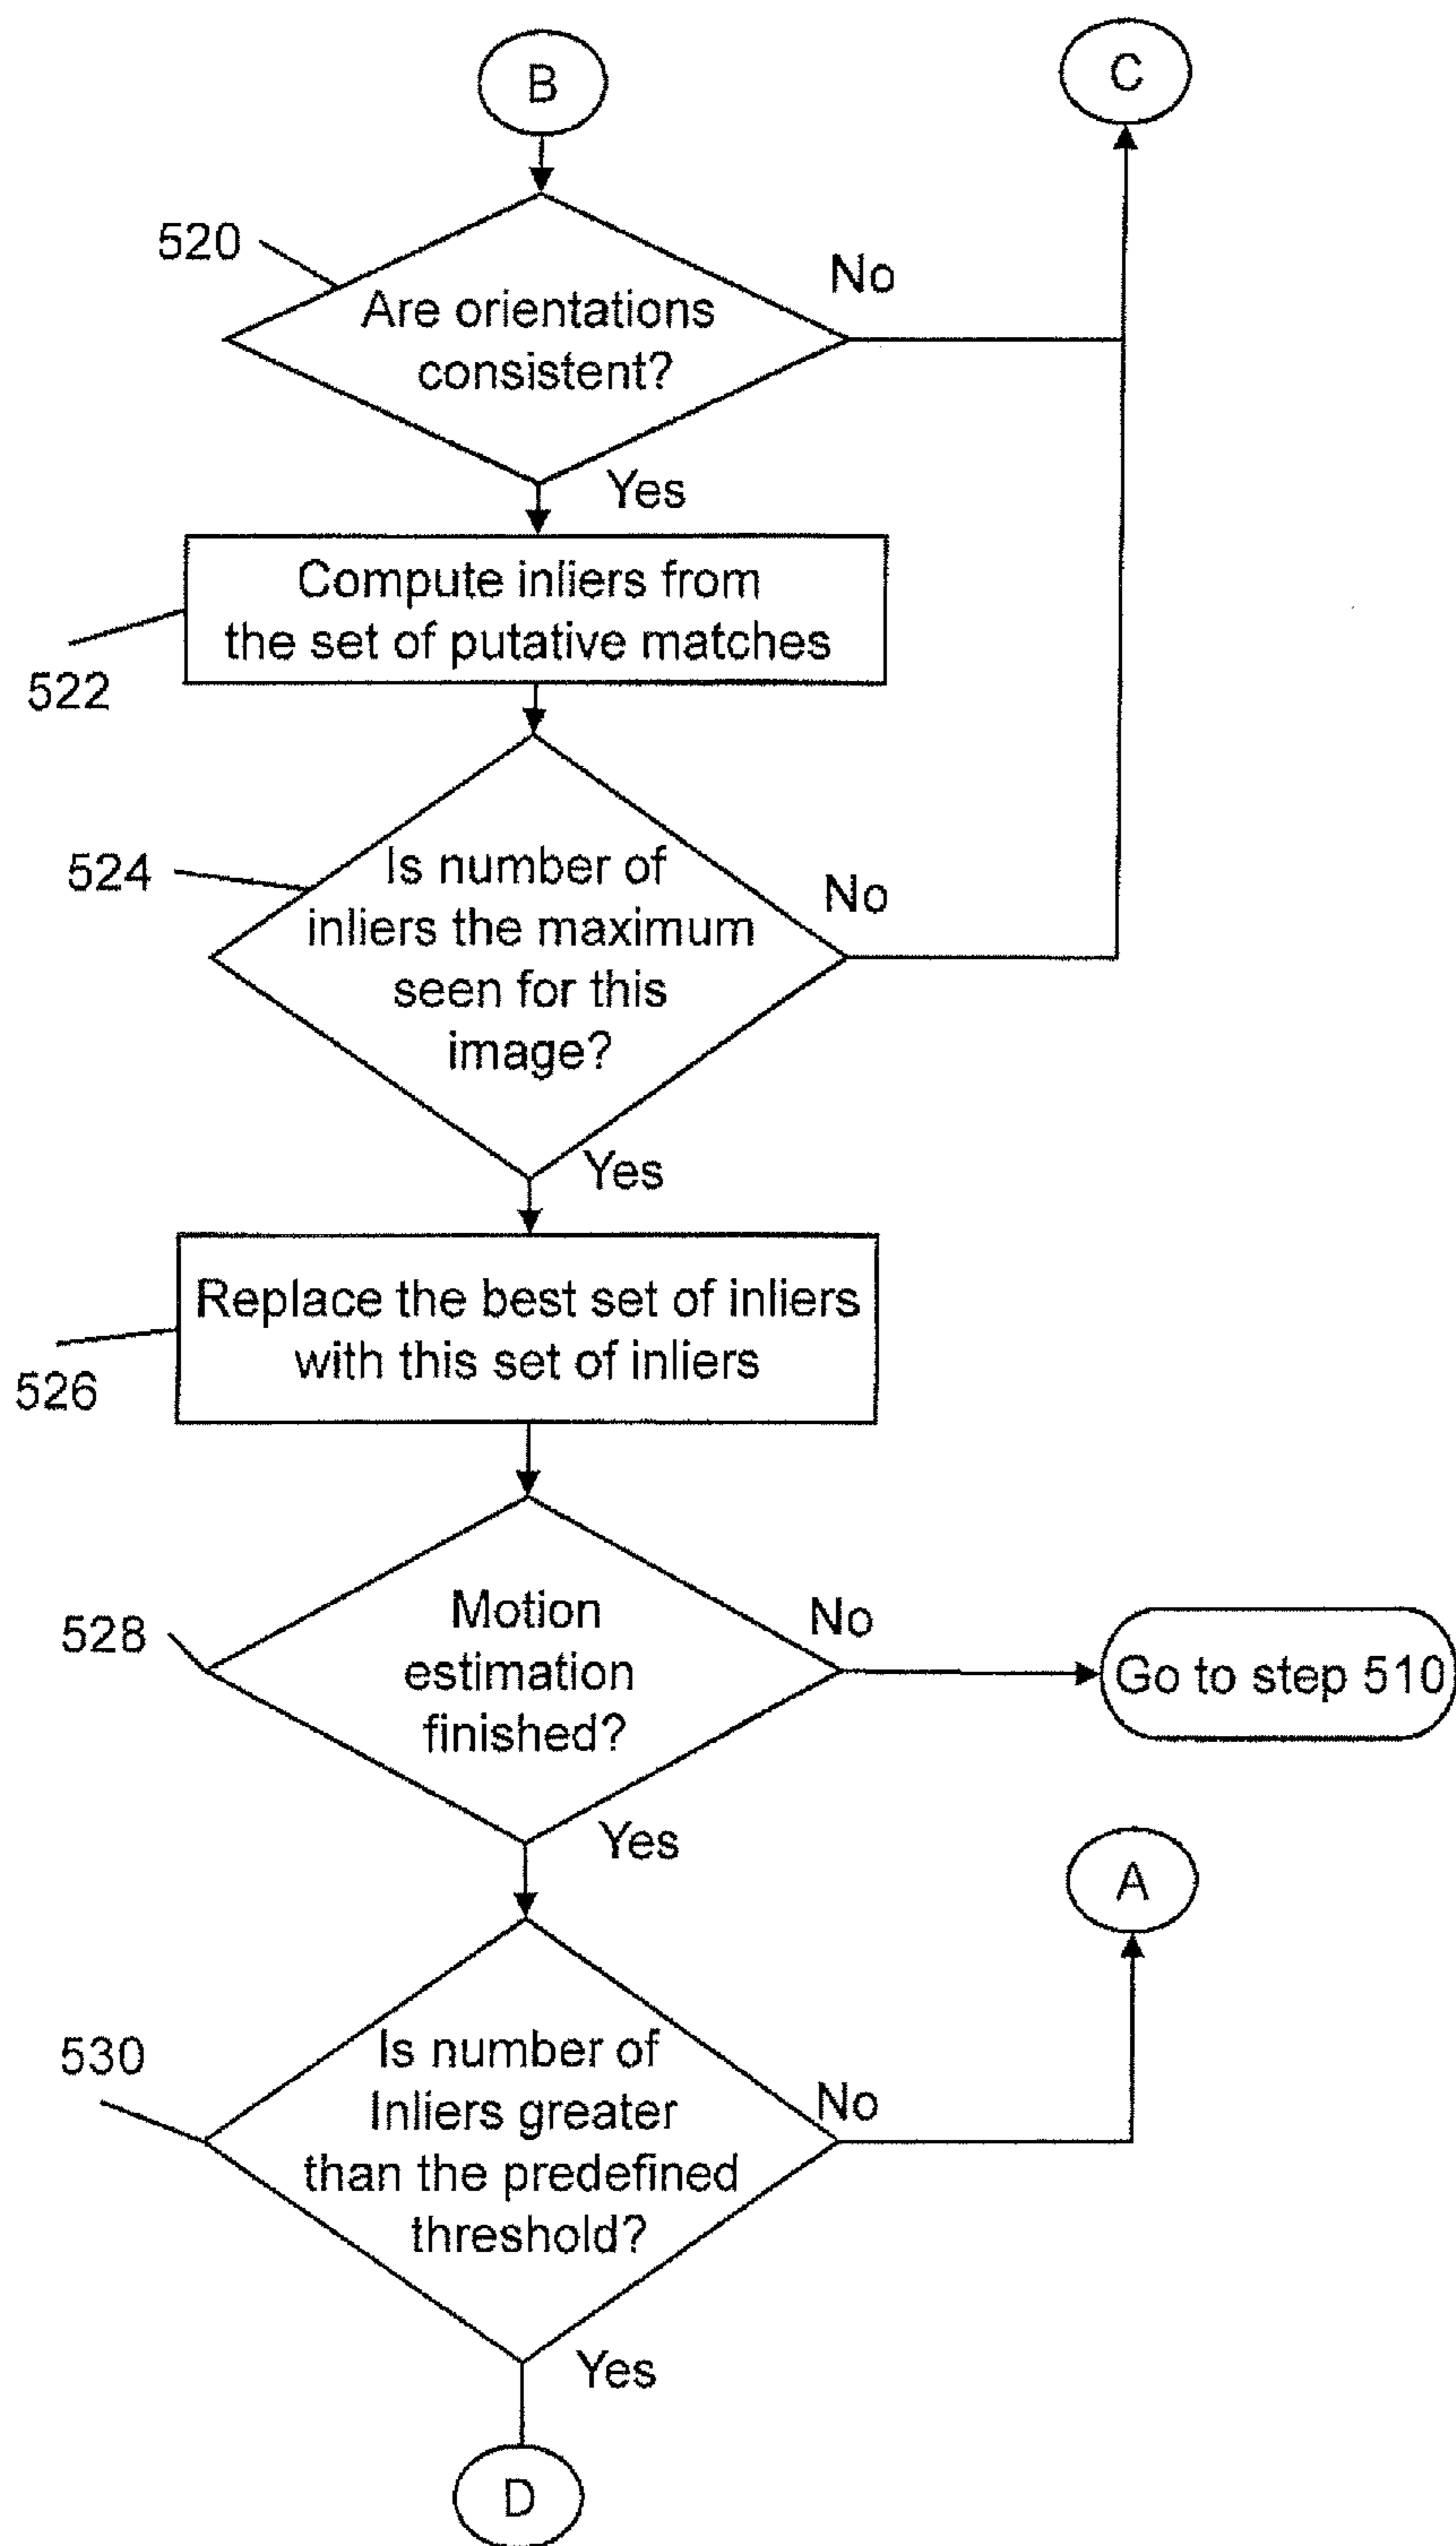 B
C
520
No
Are orientations
consistent?
Yes
Compute inliers from
the set of putative matches
522
524
Is number of
inliers the maximum
seen for this
image?
No
Yes
Replace the best set of inliers
with this set of inliers
526
528
Motion
estimation
finished?
No
Go to step 510
Yes
A
530
Is number of
Inliers greater
than the predefined
threshold?
No
Yes
D